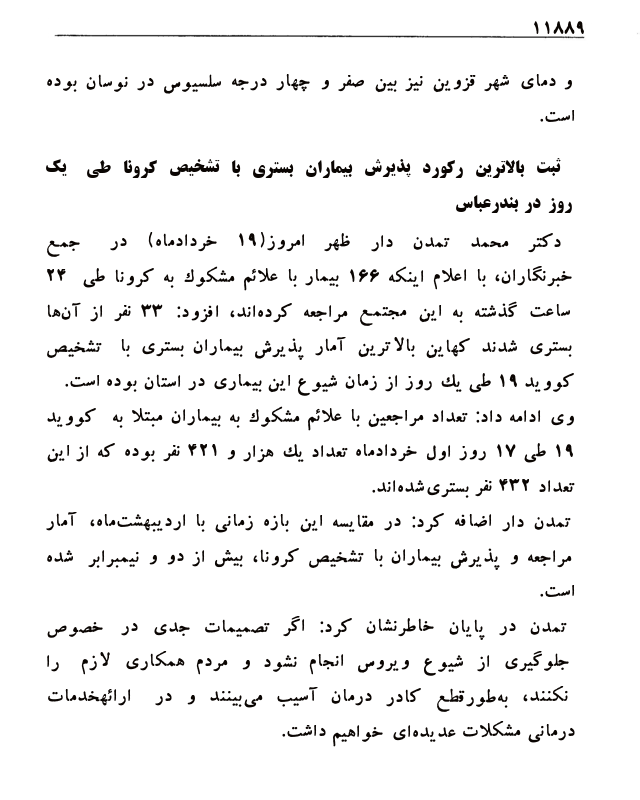 ۱۱۸۸۹
و دمای شهر قزوین نیز بین صفر و چهار درجه سلسیوس در نوسان بوده
است.
ثبت بالاترین رکورد پذیرش بیماران بستری با تشخیص کرونا طی یک
روز در بندرعباس
دکتر محمد تمدن دار ظهر امروز(۱۹ خردادماه) در جمع
خبرنگاران، با اعلام اینکه ۱۶۶ بیمار با علائم مشکوک به کرونا طی ۲۴
ساعت گذشته به این مجتمع مراجعه کرده‌اند، افزود: ۳۳ نفر از آن‌ها
بستری شدند کهاین بالاترین آمار پذیرش بیماران بستری با تشخیص
کووید ۱۹ طی یک روز از زمان شیوع این بیماری در استان بوده است.
وی ادامه داد: تعداد مراجعین با علائم مشکوک به بیماران مبتلا به کووید
۱۹ طی ۱۷ روز اول خردادماه تعداد یک هزار و ۴۲۱ نفر بوده که از این
تعداد ۴۳۲ نفر بستری‌شده‌اند.
تمدن دار اضافه کرد: در مقایسه این بازه زمانی با اردیبهشت‌ماه، آمار
مراجعه و پذیرش بیماران با تشخیص کرونا، بیش از دو و نیمبرابر شده
است.
تمدن در پایان خاطرنشان کرد: اگر تصمیمات جدی در خصوص
جلوگیری از شیوع ویروس انجام نشود و مردم همکاری لازم را
نکنند، به‌طورقطع کادر درمان آسیب می‌بینند و در ارائهخدمات
درمانی مشکلات عدیده‌ای خواهیم داشت.